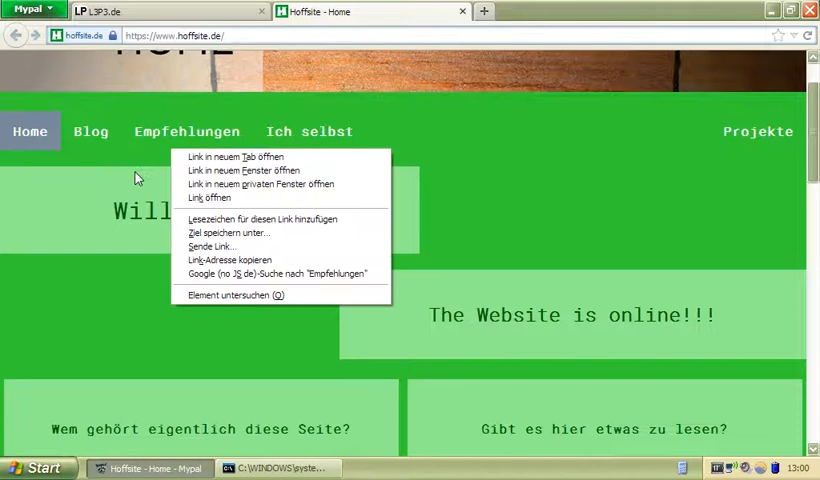 Mypal
L3P3.de
Hoffsite - Home
hoffsite.de
https://www.hoffsite.de/
Home
Blog
Empfehlungen
Ich selbst
Projekte
Link in neuem Tab öffnen
Link in neuem Fenster öffnen
Link in neuem privaten Fenster öffnen
Link öffnen
Lesezeichen für diesen Link hinzufügen
Ziel speichern unter...
Sende Link...
Link-Adresse kopieren
Google (no JS de)-Suche nach "Empfehlungen"
Element untersuchen (Q)
Will
The Website is online!!!
Wem gehört eigentlich diese Seite?
Gibt es hier etwas zu lesen?
Start
Hoffsite - Home - Mypal
C:\WINDOWS\syste...
13:00